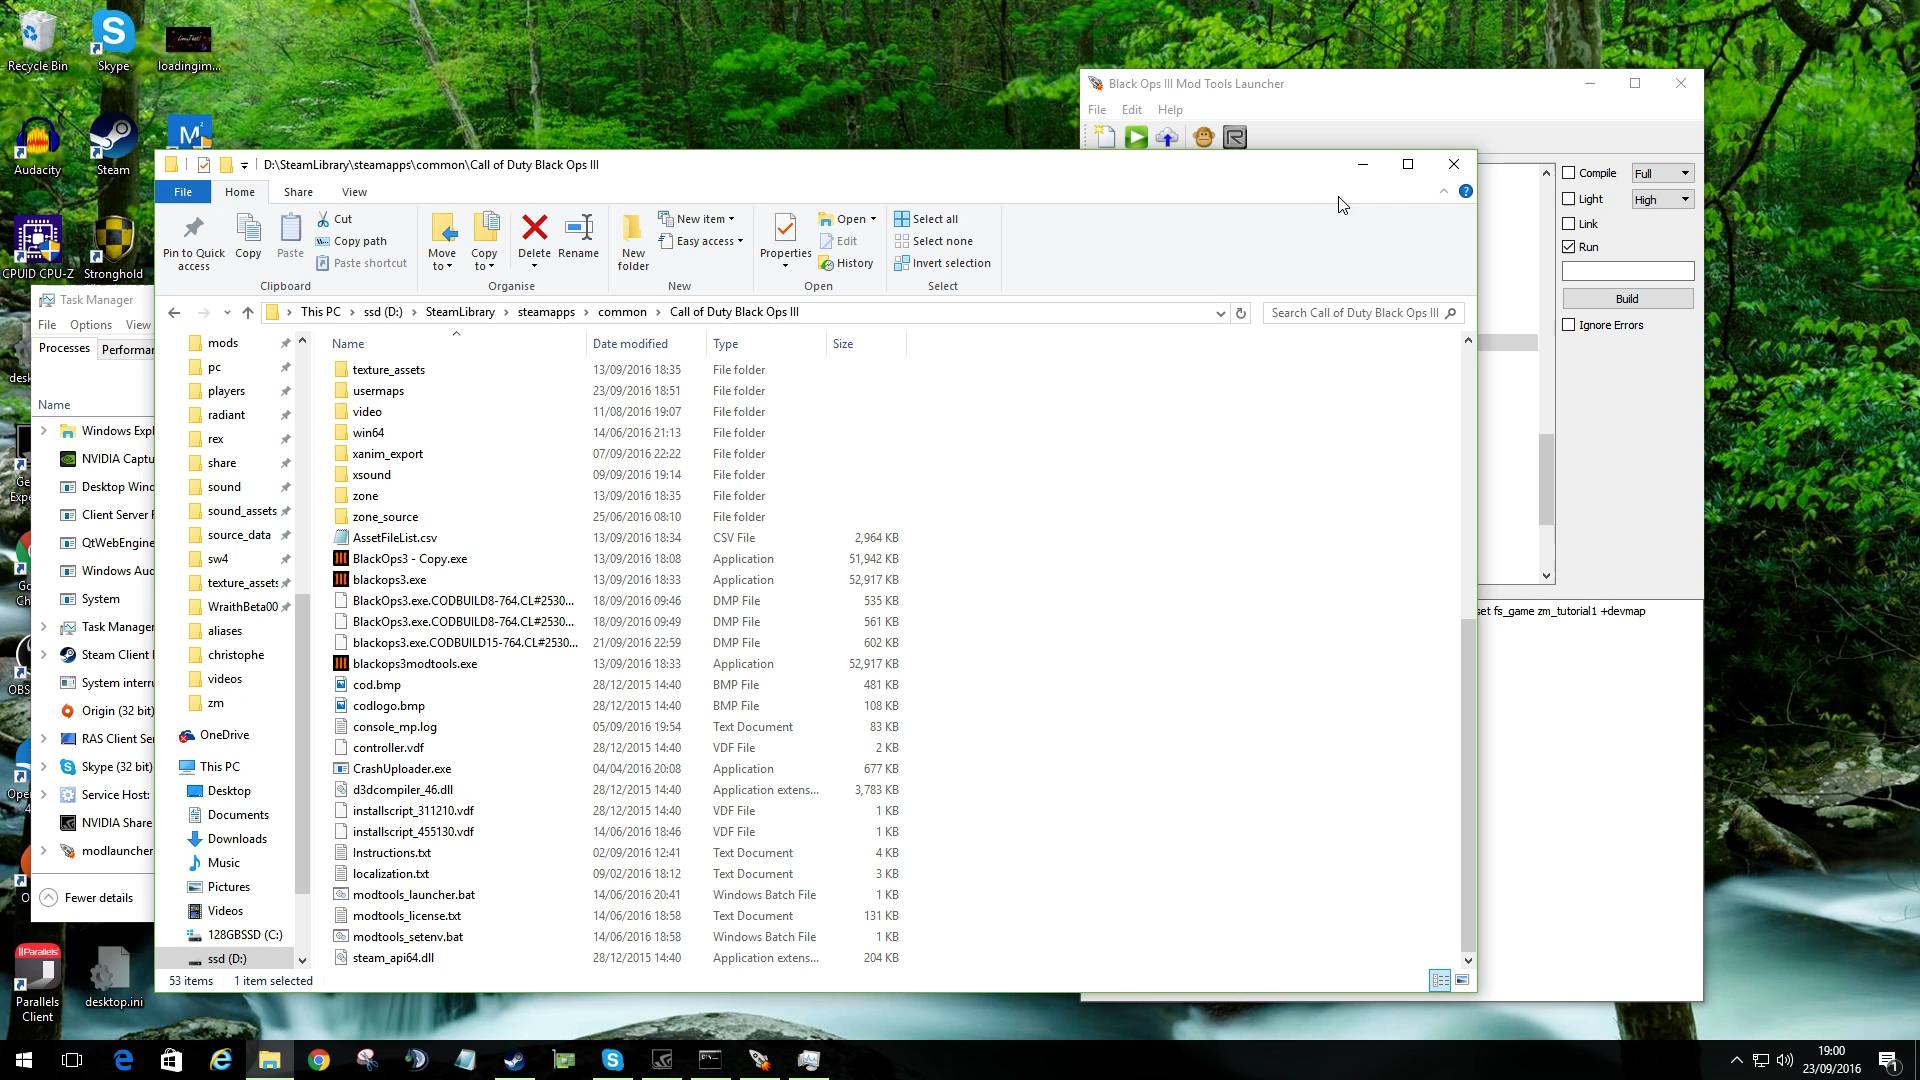 Recycle Bin
Skype
loadingim...
Audacity
Steam
CPUID CPU-Z
Stronghold
Parallels
Client
desktop.ini
Black Ops III Mod Tools Launcher
File Edit Help
Compile Full
Light High
Link
Run
Build
Ignore Errors
set fs_game zm_tutorial1 +devmap
Task Manager
File Options View
Processes
Name
NVIDIA Captu
QtWebEngine
System
Task Manager
Steam Client
System interru
Origin (32 bit)
Skype (32 bit)
Service Host:
NVIDIA Share
modlauncher
Fewer details
D:\SteamLibrary\steamapps\common\Call of Duty Black Ops III
File Home Share View
Pin to Quick access
Copy
Paste
Cut
Copy path
Paste shortcut
Clipboard
Move to
Copy to
Delete
Rename
Organise
New folder
New item
Easy access
New
Properties
Open
Edit
History
Open
Select all
Select none
Invert selection
Select
This PC > ssd (D:) > SteamLibrary > steamapps > common > Call of Duty Black Ops III
Search Call of Duty Black Ops III
mods
pc
players
radiant
rex
share
sound
sound_assets
source_data
sw4
texture_assets
WraithBeta00
aliases
christophe
videos
zm
OneDrive
This PC
Desktop
Documents
Downloads
Music
Pictures
Videos
128GBSSD (C:)
ssd (D:)
Name Date modified Type Size
texture_assets 13/09/2016 18:35 File folder
usermaps 23/09/2016 18:51 File folder
video 11/08/2016 19:07 File folder
win64 14/06/2016 21:13 File folder
xanim_export 07/09/2016 22:22 File folder
xsound 09/09/2016 19:14 File folder
zone 13/09/2016 18:35 File folder
zone_source 25/06/2016 08:10 File folder
AssetFileList.csv 13/09/2016 18:34 CSV File 2,964 KB
BlackOps3 - Copy.exe 13/09/2016 18:08 Application 51,942 KB
blackops3.exe 13/09/2016 18:33 Application 52,917 KB
BlackOps3.exe.CODBUILD8-764.CL#2530... 18/09/2016 09:46 DMP File 535 KB
BlackOps3.exe.CODBUILD8-764.CL#2530... 18/09/2016 09:49 DMP File 561 KB
blackops3.exe.CODBUILD15-764.CL#2530... 21/09/2016 22:59 DMP File 602 KB
blackops3modtools.exe 13/09/2016 18:33 Application 52,917 KB
cod.bmp 28/12/2015 14:40 BMP File 481 KB
codlogo.bmp 28/12/2015 14:40 BMP File 108 KB
console_mp.log 05/09/2016 19:54 Text Document 83 KB
controller.vdf 28/12/2015 14:40 VDF File 2 KB
CrashUploader.exe 04/04/2016 20:08 Application 677 KB
d3dcompiler_46.dll 28/12/2015 14:40 Application extens... 3,783 KB
installscript_311210.vdf 28/12/2015 14:40 VDF File 1 KB
installscript_455130.vdf 14/06/2016 18:46 VDF File 1 KB
Instructions.txt 02/09/2016 12:41 Text Document 4 KB
localization.txt 09/02/2016 18:12 Text Document 3 KB
modtools_launcher.bat 14/06/2016 20:41 Windows Batch File 1 KB
modtools_license.txt 14/06/2016 18:58 Text Document 131 KB
modtools_setenv.bat 14/06/2016 18:58 Windows Batch File 1 KB
steam_api64.dll 28/12/2015 14:40 Application extens... 204 KB
53 items 1 item selected
19:00
23/09/2016